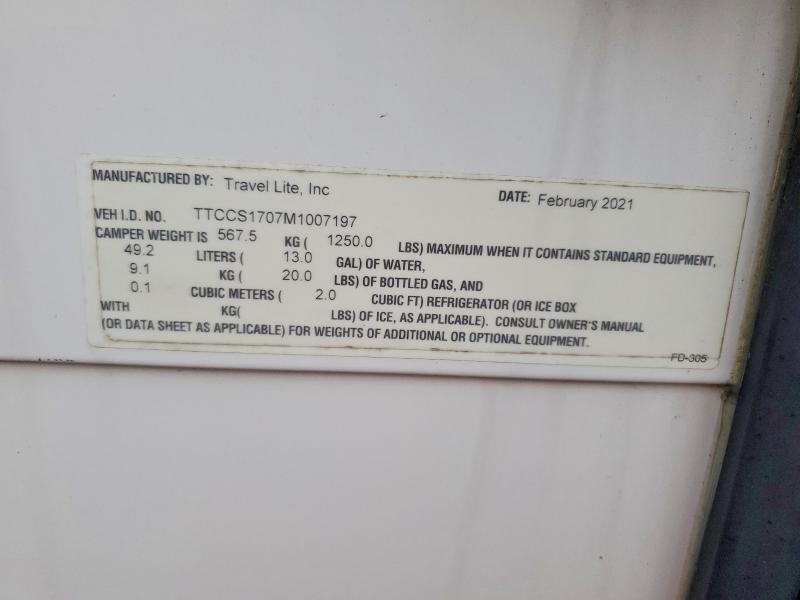 MANUFACTURED BY: Travel Lite, Inc DATE: February 2021
VEH I.D. NO. TTCCS1707M1007197
CAMPER WEIGHT IS 567.5 KG ( 1250.0 LBS) MAXIMUM WHEN IT CONTAINS STANDARD EQUIPMENT,
49.2 LITERS ( 13.0 GAL) OF WATER,
9.1 KG ( 20.0 LBS) OF BOTTLED GAS, AND
0.1 CUBIC METERS ( 2.0 CUBIC FT) REFRIGERATOR (OR ICE BOX
WITH KG( LBS) OF ICE, AS APPLICABLE). CONSULT OWNER'S MANUAL
(OR DATA SHEET AS APPLICABLE) FOR WEIGHTS OF ADDITIONAL OR OPTIONAL EQUIPMENT.
FD-305